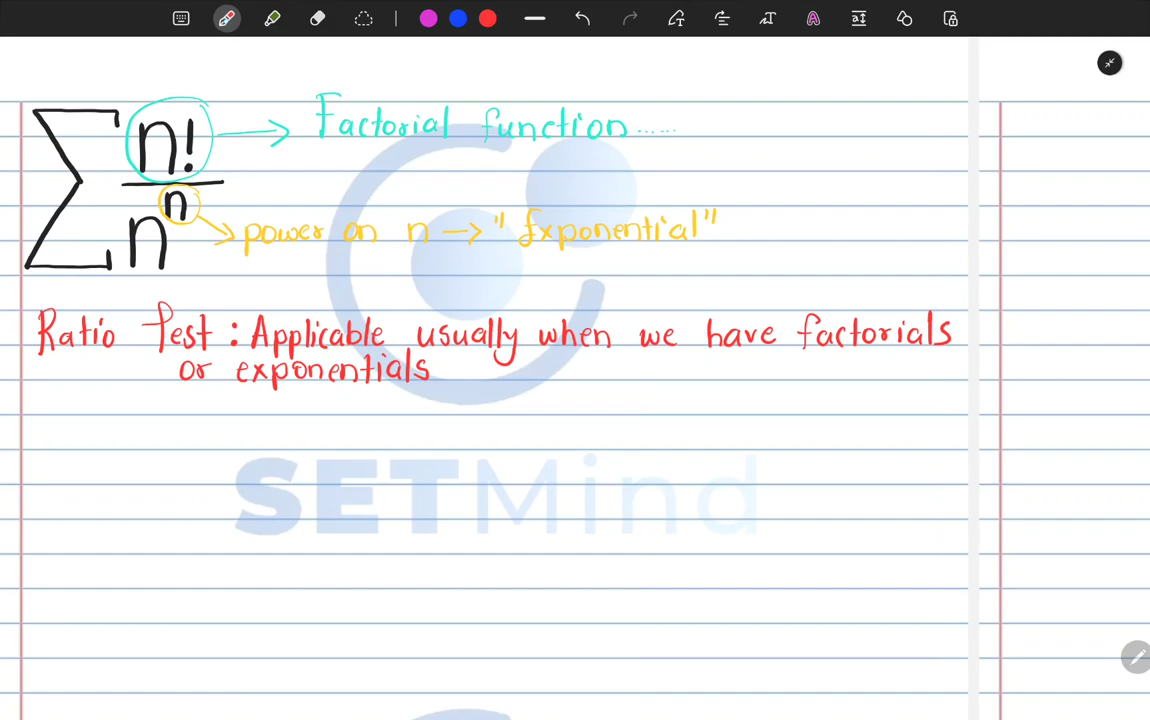 ∑ n!/n^n
→ Factorial function......
→ power on n → "Exponential"
Ratio Test : Applicable usually when we have factorials
or exponentials
SETMind